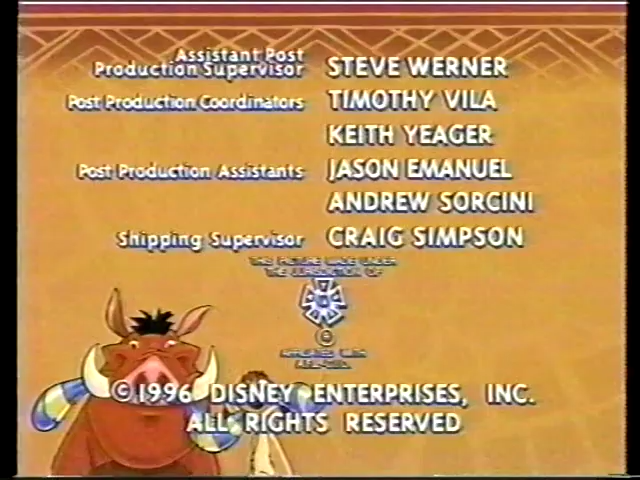 Assistant Post
Production Supervisor STEVE WERNER
Post Production Coordinators TIMOTHY VILA
KEITH YEAGER
Post Production Assistants JASON EMANUEL
ANDREW SORCINI
Shipping Supervisor CRAIG SIMPSON
THIS PICTURE MADE UNDER
THE JURISDICTION OF
AFFILIATED WITH
©1996 DISNEY ENTERPRISES, INC.
ALL RIGHTS RESERVED